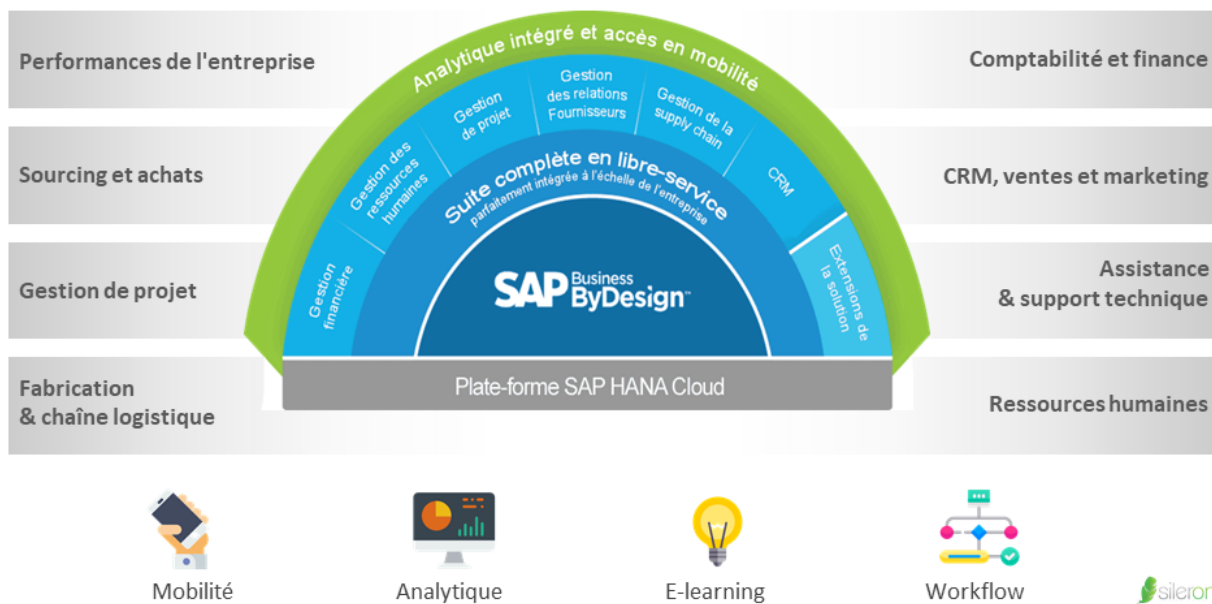 Performances de l'entreprise
Sourcing et achats
Gestion de projet
Fabrication
& chaîne logistique
Analytique intégré et accès en mobilité
Gestion
financière
Gestion des
ressources
humaines
Gestion
de projet
Gestion
des relations
Fournisseurs
Gestion de la
supply chain
CRM
Extensions de
la solution
Suite complète en libre-service
parfaitement intégrée à l'échelle de l'entreprise
SAP Business
ByDesign™
Plate-forme SAP HANA Cloud
Comptabilité et finance
CRM, ventes et marketing
Assistance
& support technique
Ressources humaines
Mobilité
Analytique
E-learning
Workflow
sileron